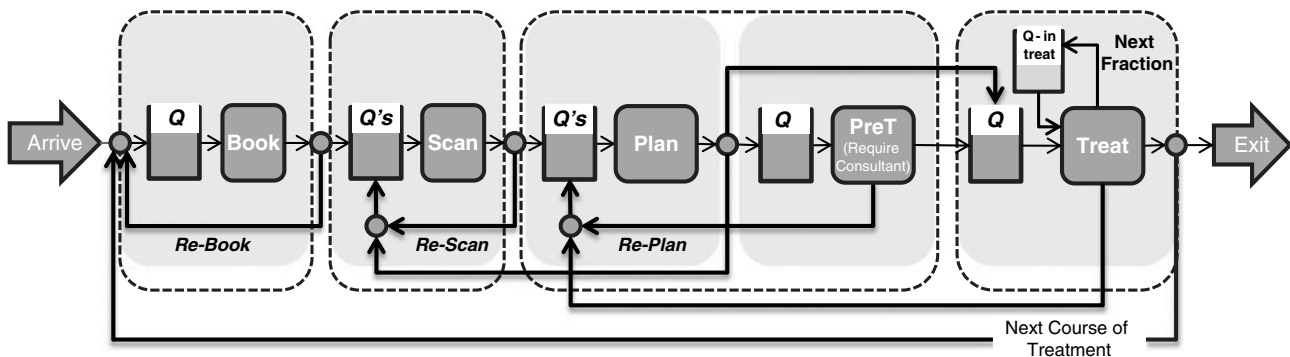 Arrive
Q
Book
Re-Book
Q's
Scan
Re-Scan
Q's
Plan
Re-Plan
Q
PreT
(Require
Consultant)
Q - in
treat
Next
Fraction
Q
Treat
Exit
Next Course of
Treatment